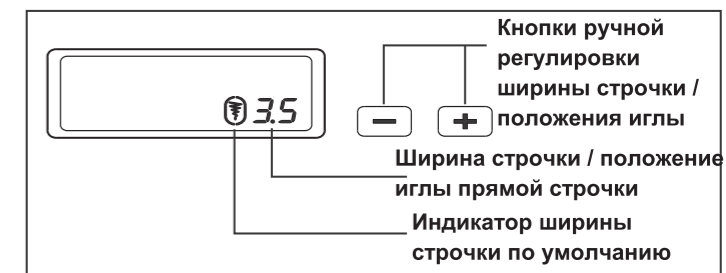 Кнопки ручной
регулировки
ширины строчки /
положения иглы
3.5
Ширина строчки / положение
иглы прямой строчки
Индикатор ширины
строчки по умолчанию